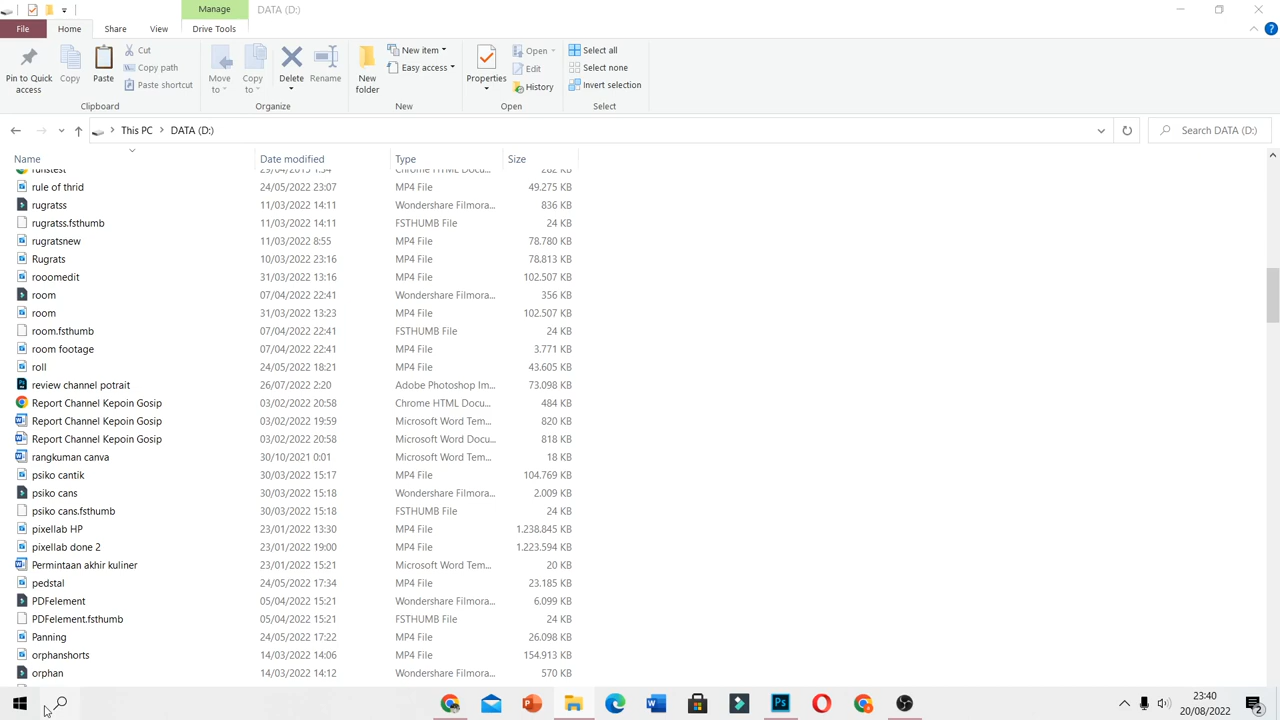 Manage DATA (D:)
File Home Share View Drive Tools
Pin to Quick access
Copy
Paste
Cut
Copy path
Paste shortcut
Clipboard
Move to
Copy to
Delete
Rename
Organize
New folder
New item
Easy access
New
Properties
Open
Edit
History
Open
Select all
Select none
Invert selection
Select
This PC > DATA (D:) Search DATA (D:)
Name Date modified Type Size
runstest 29/04/2015 1:54 Chrome HTML Docu... 282 KB
rule of thrid 24/05/2022 23:07 MP4 File 49.275 KB
rugratss 11/03/2022 14:11 Wondershare Filmora... 836 KB
rugratss.fsthumb 11/03/2022 14:11 FSTHUMB File 24 KB
rugratsnew 11/03/2022 8:55 MP4 File 78.780 KB
Rugrats 10/03/2022 23:16 MP4 File 78.813 KB
rooomedit 31/03/2022 13:16 MP4 File 102.507 KB
room 07/04/2022 22:41 Wondershare Filmora... 356 KB
room 31/03/2022 13:23 MP4 File 102.507 KB
room.fsthumb 07/04/2022 22:41 FSTHUMB File 24 KB
room footage 07/04/2022 22:41 MP4 File 3.771 KB
roll 24/05/2022 18:21 MP4 File 43.605 KB
review channel potrait 26/07/2022 2:20 Adobe Photoshop Im... 73.098 KB
Report Channel Kepoin Gosip 03/02/2022 20:58 Chrome HTML Docu... 484 KB
Report Channel Kepoin Gosip 03/02/2022 19:59 Microsoft Word Tem... 820 KB
Report Channel Kepoin Gosip 03/02/2022 20:58 Microsoft Word Docu... 818 KB
rangkuman canva 30/10/2021 0:01 Microsoft Word Tem... 18 KB
psiko cantik 30/03/2022 15:17 MP4 File 104.769 KB
psiko cans 30/03/2022 15:18 Wondershare Filmora... 2.009 KB
psiko cans.fsthumb 30/03/2022 15:18 FSTHUMB File 24 KB
pixellab HP 23/01/2022 13:30 MP4 File 1.238.845 KB
pixellab done 2 23/01/2022 19:00 MP4 File 1.223.594 KB
Permintaan akhir kuliner 23/01/2022 15:21 Microsoft Word Tem... 20 KB
pedstal 24/05/2022 17:34 MP4 File 23.185 KB
PDFelement 05/04/2022 15:21 Wondershare Filmora... 6.099 KB
PDFelement.fsthumb 05/04/2022 15:21 FSTHUMB File 24 KB
Panning 24/05/2022 17:22 MP4 File 26.098 KB
orphanshorts 14/03/2022 14:06 MP4 File 154.913 KB
orphan 14/03/2022 14:12 Wondershare Filmora... 570 KB
23:40
20/08/2022
2